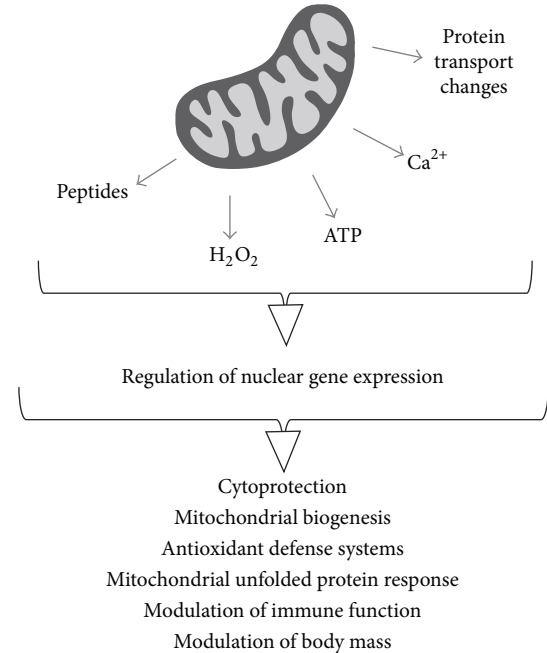 Protein
transport
changes
Ca²⁺
Peptides
ATP
H₂O₂
Regulation of nuclear gene expression
Cytoprotection
Mitochondrial biogenesis
Antioxidant defense systems
Mitochondrial unfolded protein response
Modulation of immune function
Modulation of body mass